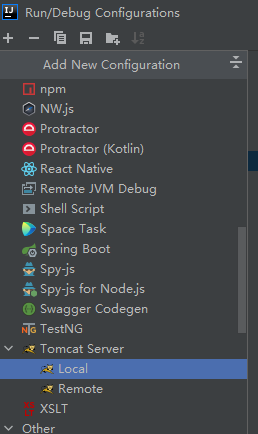 Run/Debug Configurations
Add New Configuration
npm
NW.js
Protractor
Protractor (Kotlin)
React Native
Remote JVM Debug
Shell Script
Space Task
Spring Boot
Spy-js
Spy-js for Node.js
Swagger Codegen
TestNG
Tomcat Server
Local
Remote
XSLT
Other